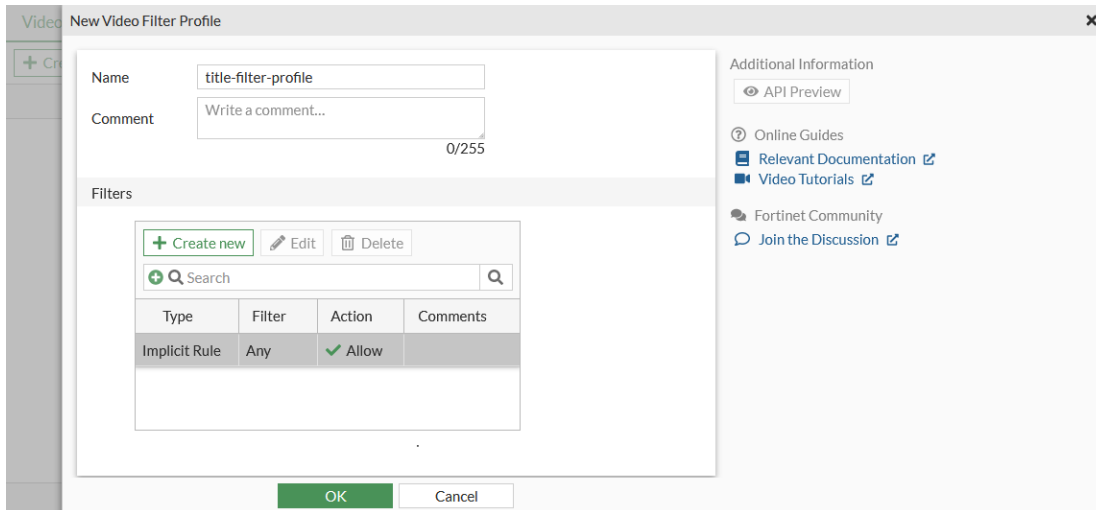 Video
New Video Filter Profile
Cre
Name
title-filter-profile
Comment
Write a comment...
0/255
Filters
Create new
Edit
Delete
Search
Type Filter Action Comments
Implicit Rule Any Allow
.
OK
Cancel
Additional Information
API Preview
Online Guides
Relevant Documentation
Video Tutorials
Fortinet Community
Join the Discussion